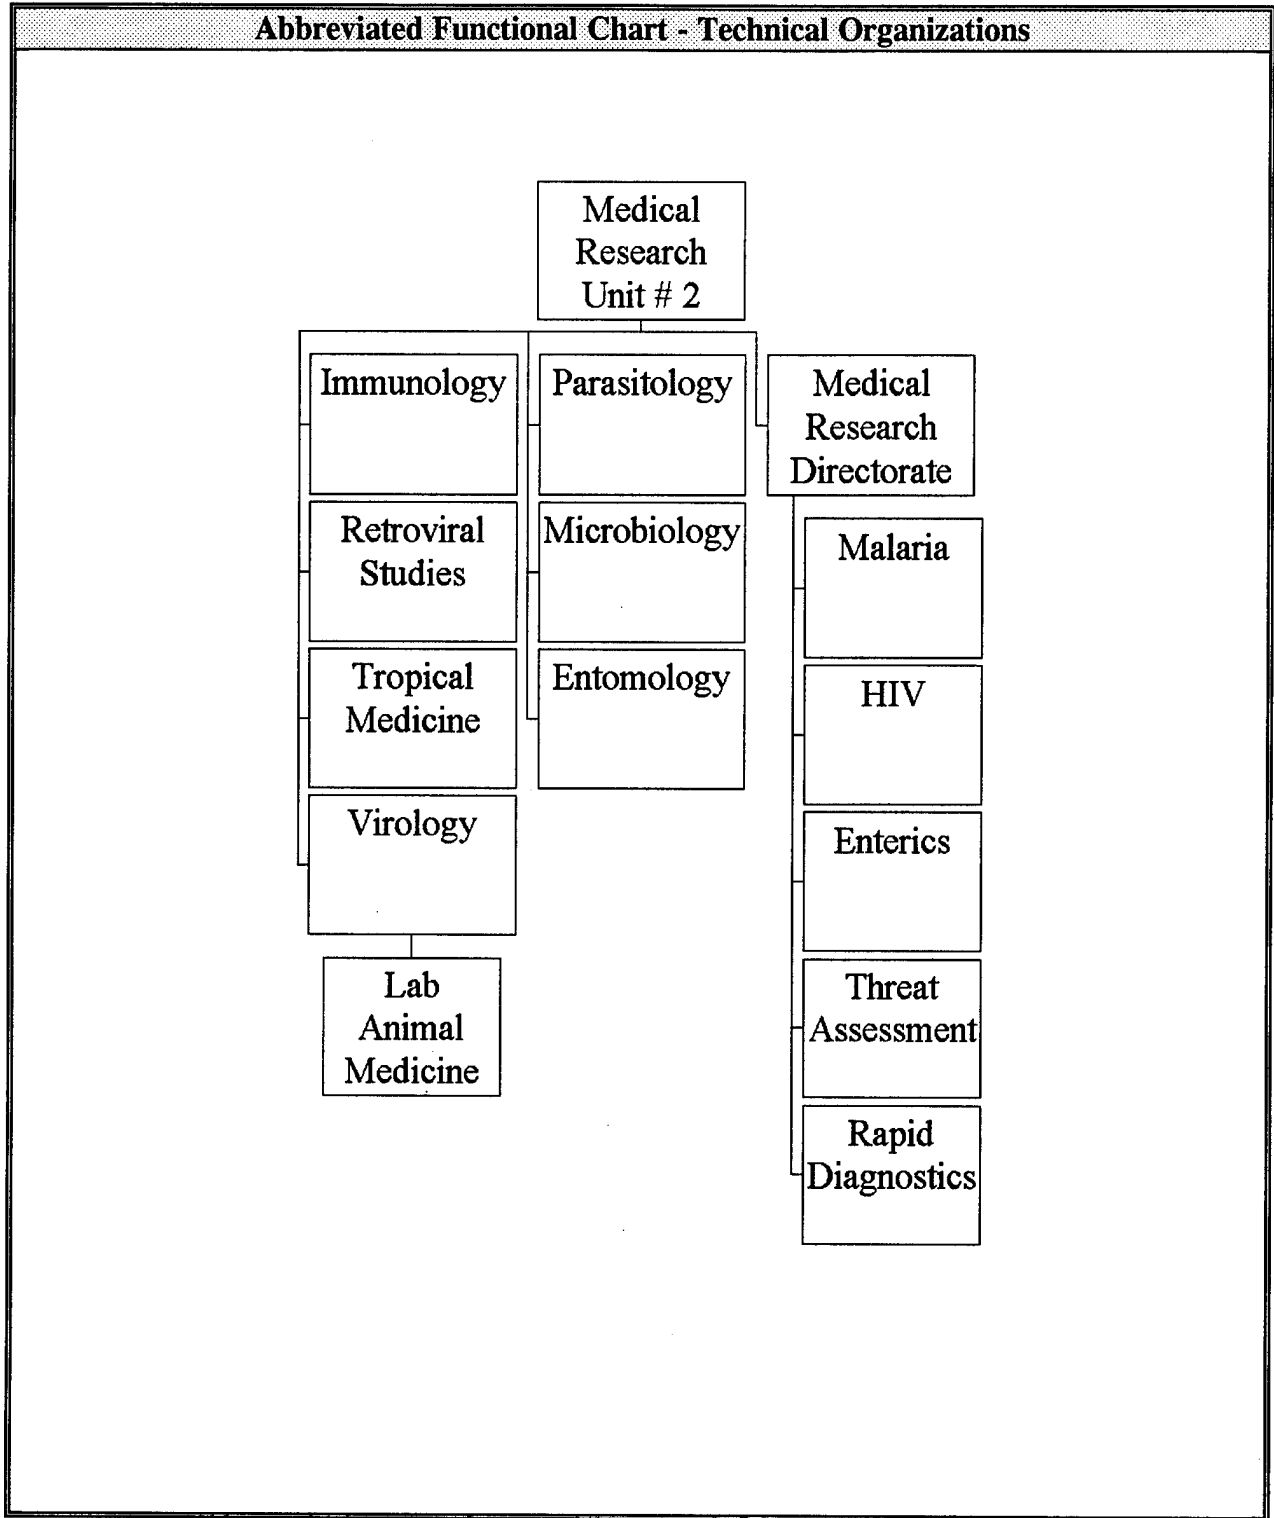 Abbreviated Functional Chart - Technical Organizations
Medical
Research
Unit # 2
Immunology
Retroviral
Studies
Tropical
Medicine
Virology
Lab
Animal
Medicine
Parasitology
Microbiology
Entomology
Medical
Research
Directorate
Malaria
HIV
Enterics
Threat
Assessment
Rapid
Diagnostics